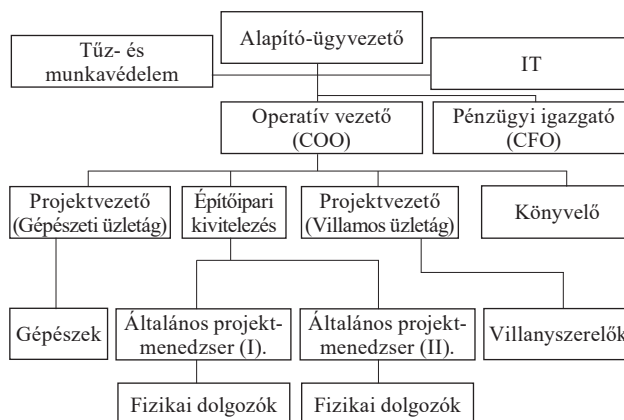 Alapító-ügyvezető
Tűz- és
munkavédelem
IT
Operatív vezető
(COO)
Pénzügyi igazgató
(CFO)
Projektvezető
(Gépészeti üzletág)
Építőipari
kivitelezés
Projektvezető
(Villamos üzletág)
Könyvelő
Gépészek
Általános projekt-
menedzser (I).
Általános projekt-
menedzser (II).
Villanyszerelők
Fizikai dolgozók
Fizikai dolgozók